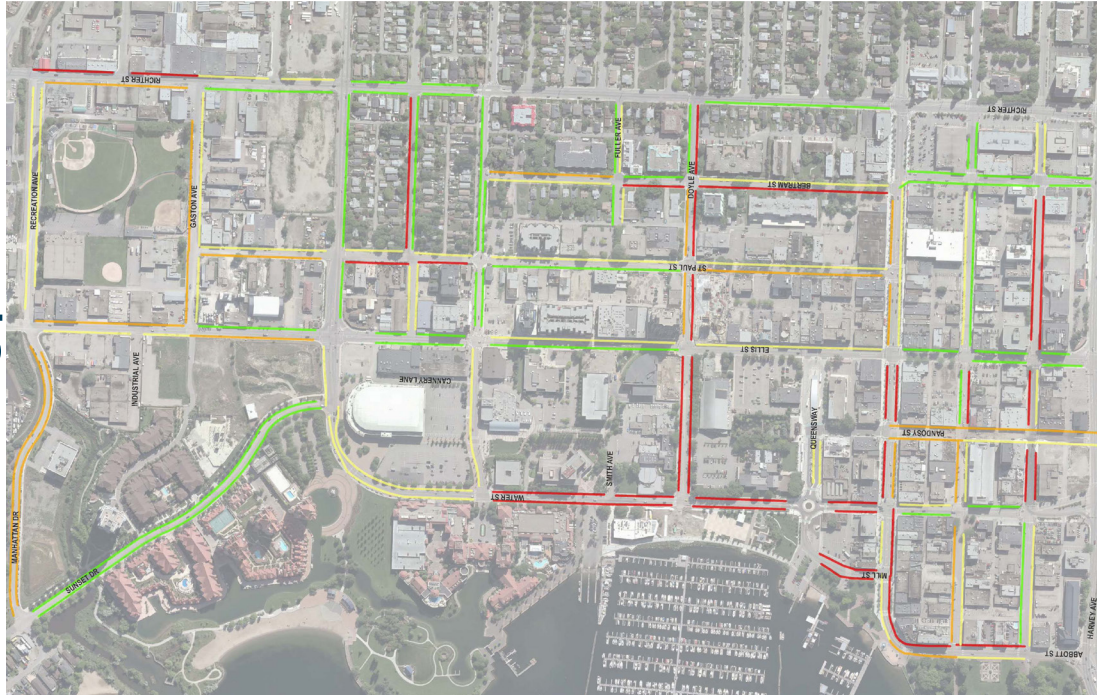 RICHTER ST
RICHTER ST
RECREATION AVE
GASTON AVE
FULLER AVE
DOYLE AVE
BERTRAM ST
ST PAUL ST
ELLIS ST
INDUSTRIAL AVE
CANNERY LANE
QUEENSWAY
PANDOSY ST
SMITH AVE
WATER ST
MANHATTAN DR
SUNSET DR
MILL ST
HARVEY AVE
ABBOTT ST